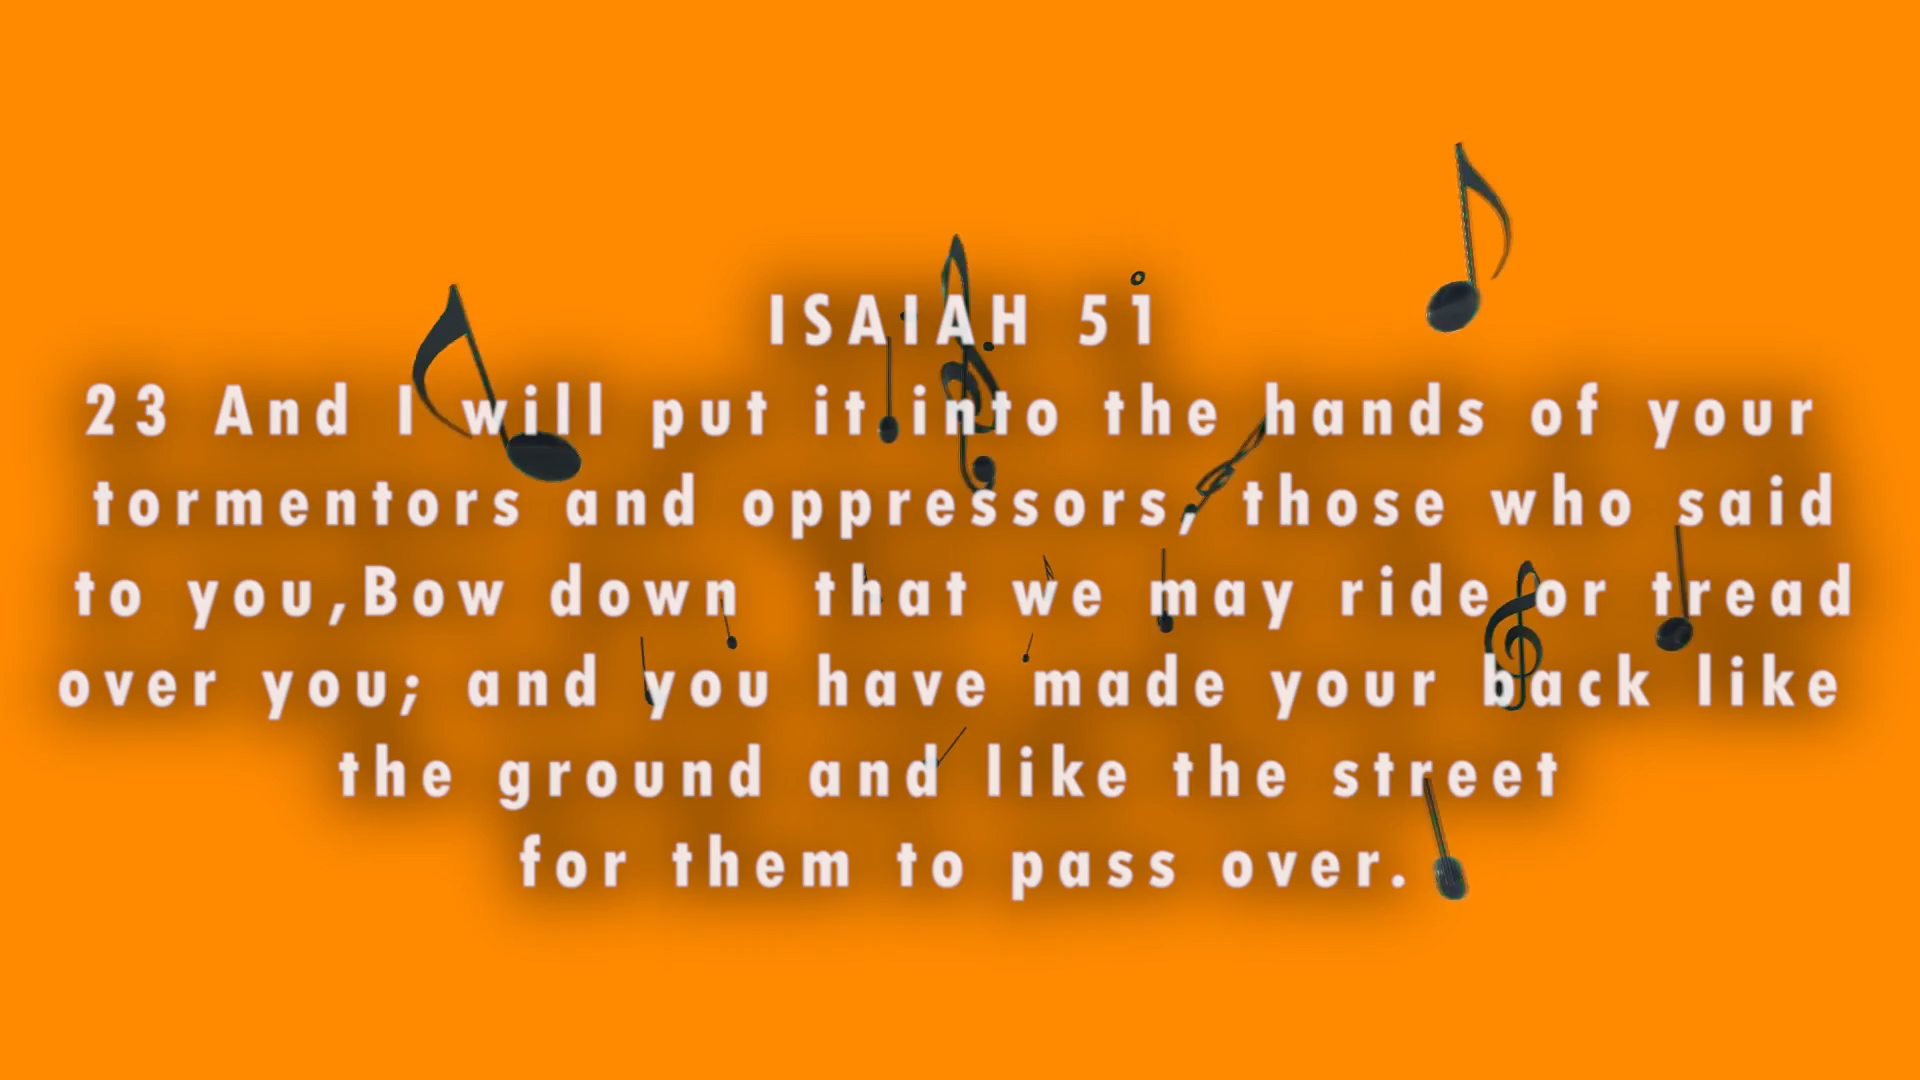 ISAIAH 51
23 And I will put it into the hands of your
tormentors and oppressors, those who said
to you,Bow down  that we may ride or tread
over you; and you have made your back like
the ground and like the street
for them to pass over.